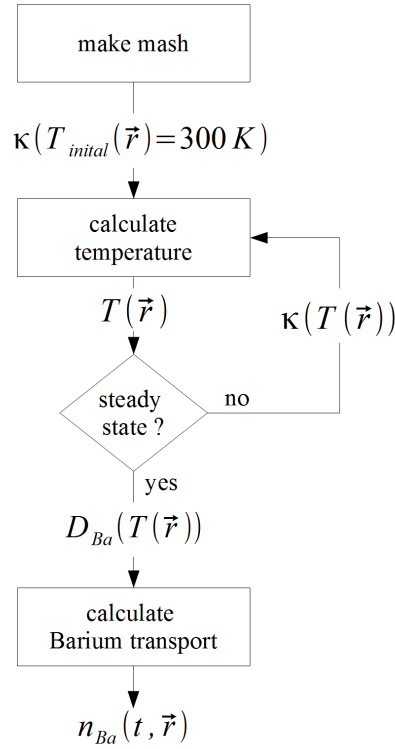 make mash
κ(T_inital(r⃗)=300 K)
calculate
temperature
T(r⃗)
κ(T(r⃗))
steady
state ?
no
yes
D_Ba(T(r⃗))
calculate
Barium transport
n_Ba(t,r⃗)